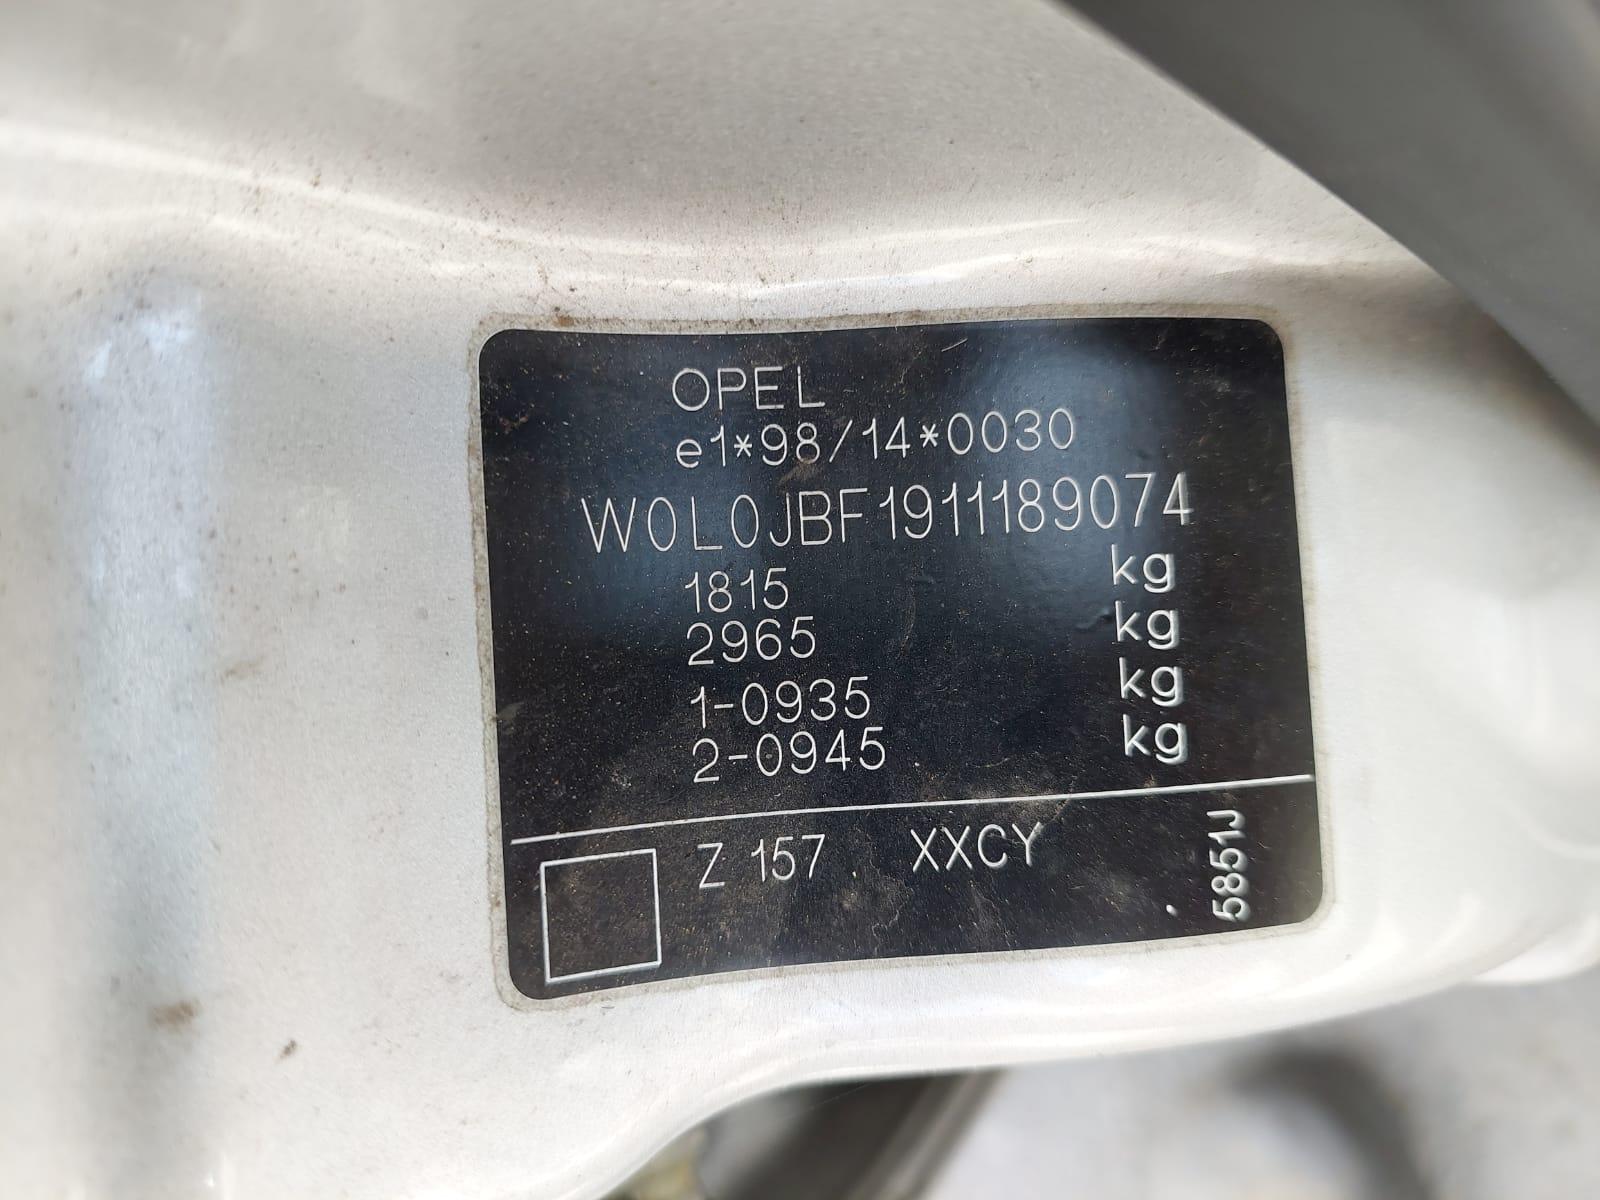 OPEL
e1*98/14*0030
W0L0JBF1911189074
1815 kg
2965 kg
1-0935 kg
2-0945 kg
Z 157 XXCY
5851J